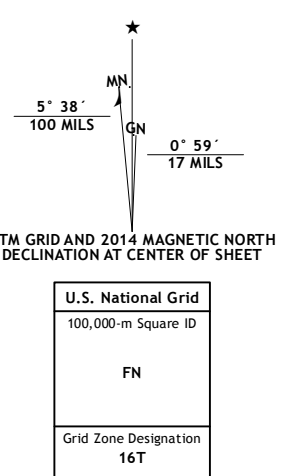 ★
MN
5° 38´
100 MILS
GN
0° 59´
17 MILS
TM GRID AND 2014 MAGNETIC NORTH
DECLINATION AT CENTER OF SHEET
U.S. National Grid
100,000-m Square ID
FN
Grid Zone Designation
16T